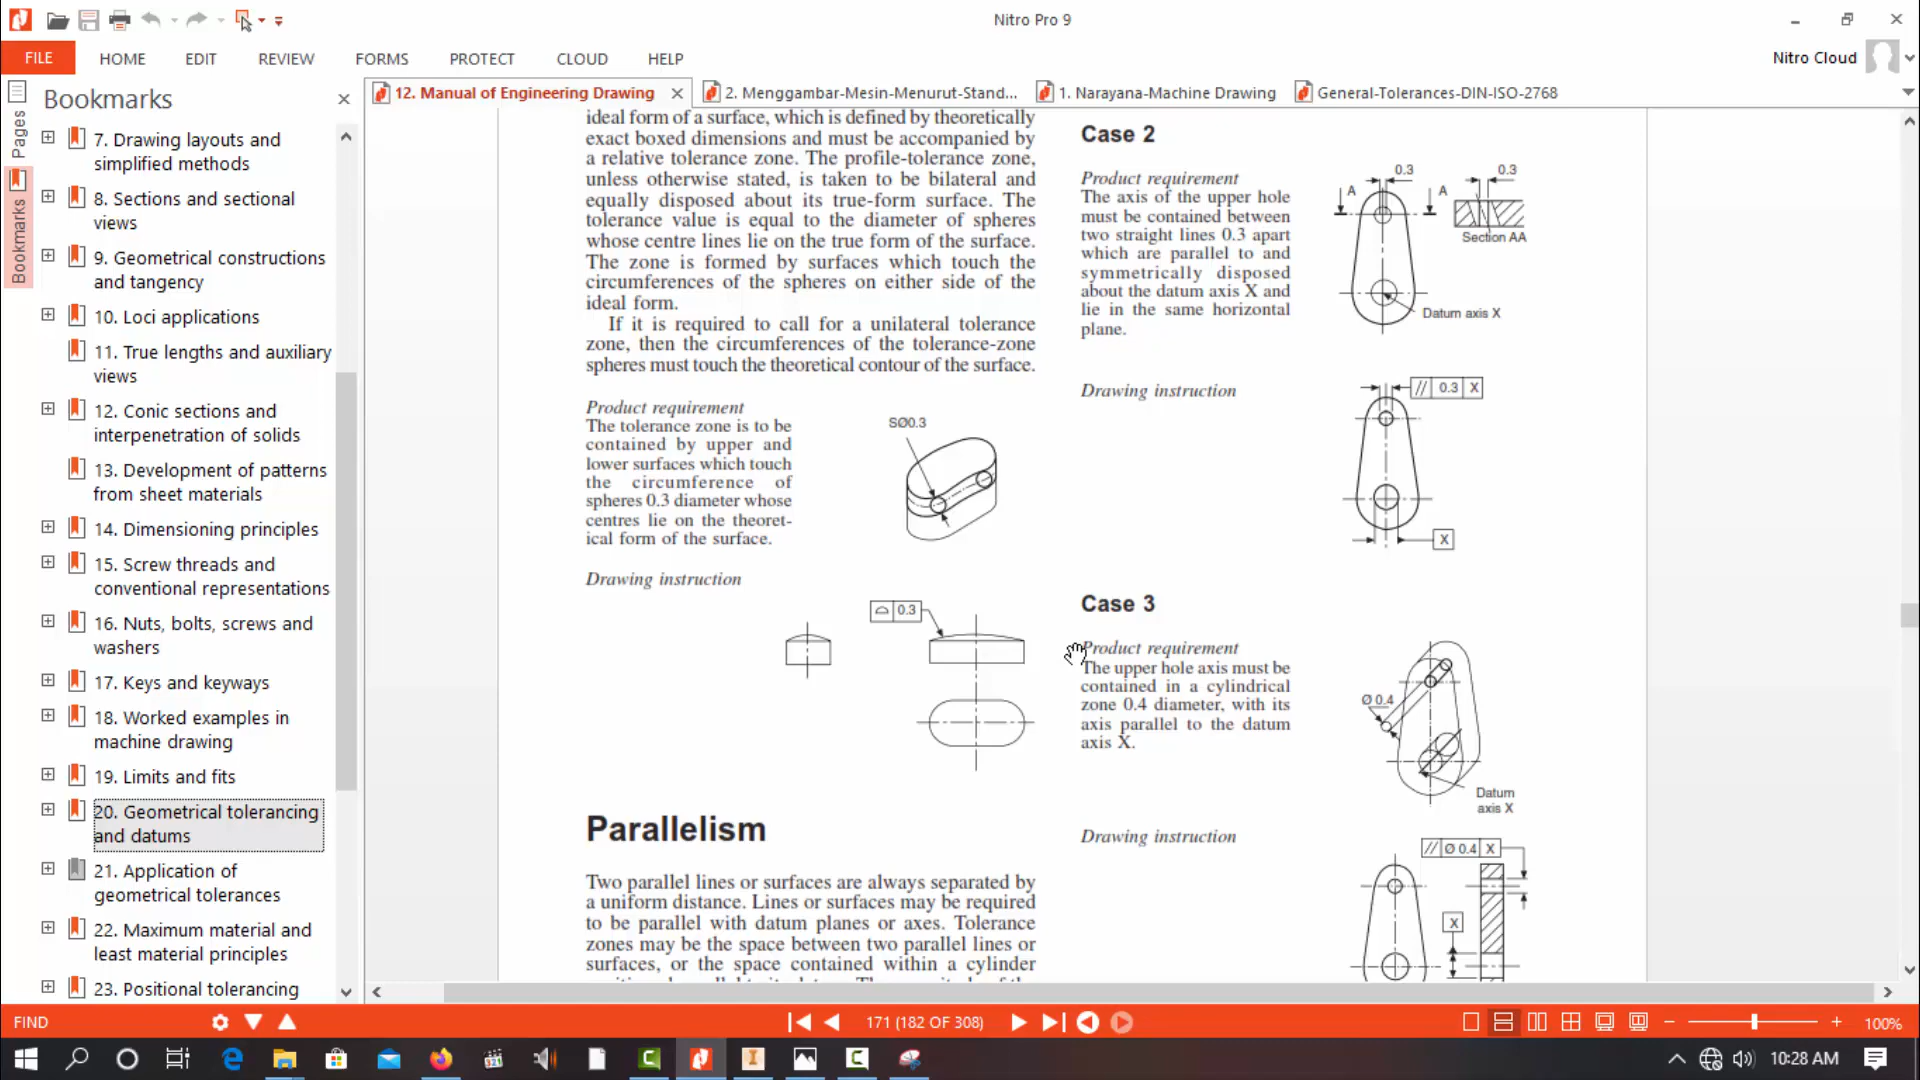 Nitro Pro 9
FILE
HOME
EDIT
REVIEW
FORMS
PROTECT
CLOUD
HELP
Nitro Cloud
Pages
Bookmarks
Bookmarks
7. Drawing layouts and
simplified methods
8. Sections and sectional
views
9. Geometrical constructions
and tangency
10. Loci applications
11. True lengths and auxiliary
views
12. Conic sections and
interpenetration of solids
13. Development of patterns
from sheet materials
14. Dimensioning principles
15. Screw threads and
conventional representations
16. Nuts, bolts, screws and
washers
17. Keys and keyways
18. Worked examples in
machine drawing
19. Limits and fits
20. Geometrical tolerancing
and datums
21. Application of
geometrical tolerances
22. Maximum material and
least material principles
23. Positional tolerancing
12. Manual of Engineering Drawing
2. Menggambar-Mesin-Menurut-Stand...
1. Narayana-Machine Drawing
General-Tolerances-DIN-ISO-2768
ideal form of a surface, which is defined by theoretically
exact boxed dimensions and must be accompanied by
a relative tolerance zone. The profile-tolerance zone,
unless otherwise stated, is taken to be bilateral and
equally disposed about its true-form surface. The
tolerance value is equal to the diameter of spheres
whose centre lines lie on the true form of the surface.
The zone is formed by surfaces which touch the
circumferences of the spheres on either side of the
ideal form.
If it is required to call for a unilateral tolerance
zone, then the circumferences of the tolerance-zone
spheres must touch the theoretical contour of the surface.
Product requirement
The tolerance zone is to be
contained by upper and
lower surfaces which touch
the circumference of
spheres 0.3 diameter whose
centres lie on the theoret-
ical form of the surface.
SØ0.3
Drawing instruction
⌓ 0.3
Parallelism
Two parallel lines or surfaces are always separated by
a uniform distance. Lines or surfaces may be required
to be parallel with datum planes or axes. Tolerance
zones may be the space between two parallel lines or
surfaces, or the space contained within a cylinder
Case 2
Product requirement
The axis of the upper hole
must be contained between
two straight lines 0.3 apart
which are parallel to and
symmetrically disposed
about the datum axis X and
lie in the same horizontal
plane.
0.3
0.3
A
A
Section AA
Datum axis X
Drawing instruction
// 0.3 X
X
Case 3
Product requirement
The upper hole axis must be
contained in a cylindrical
zone 0.4 diameter, with its
axis parallel to the datum
axis X.
Ø 0.4
Datum
axis X
Drawing instruction
// Ø 0.4 X
X
FIND
171 (182 OF 308)
100%
10:28 AM